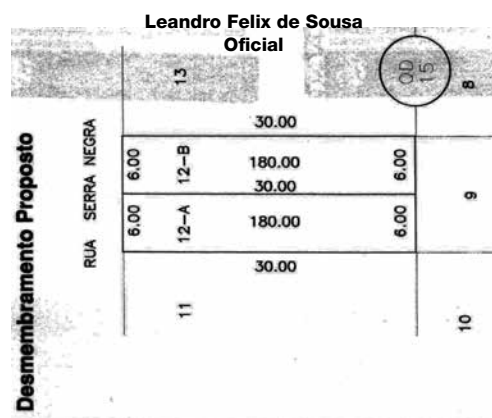 Leandro Felix de Sousa
Oficial
Desmembramento Proposto
RUA SERRA NEGRA
13
QD
15
8
30.00
6.00
12-B
180.00
6.00
30.00
9
6.00
12-A
180.00
6.00
30.00
11
10